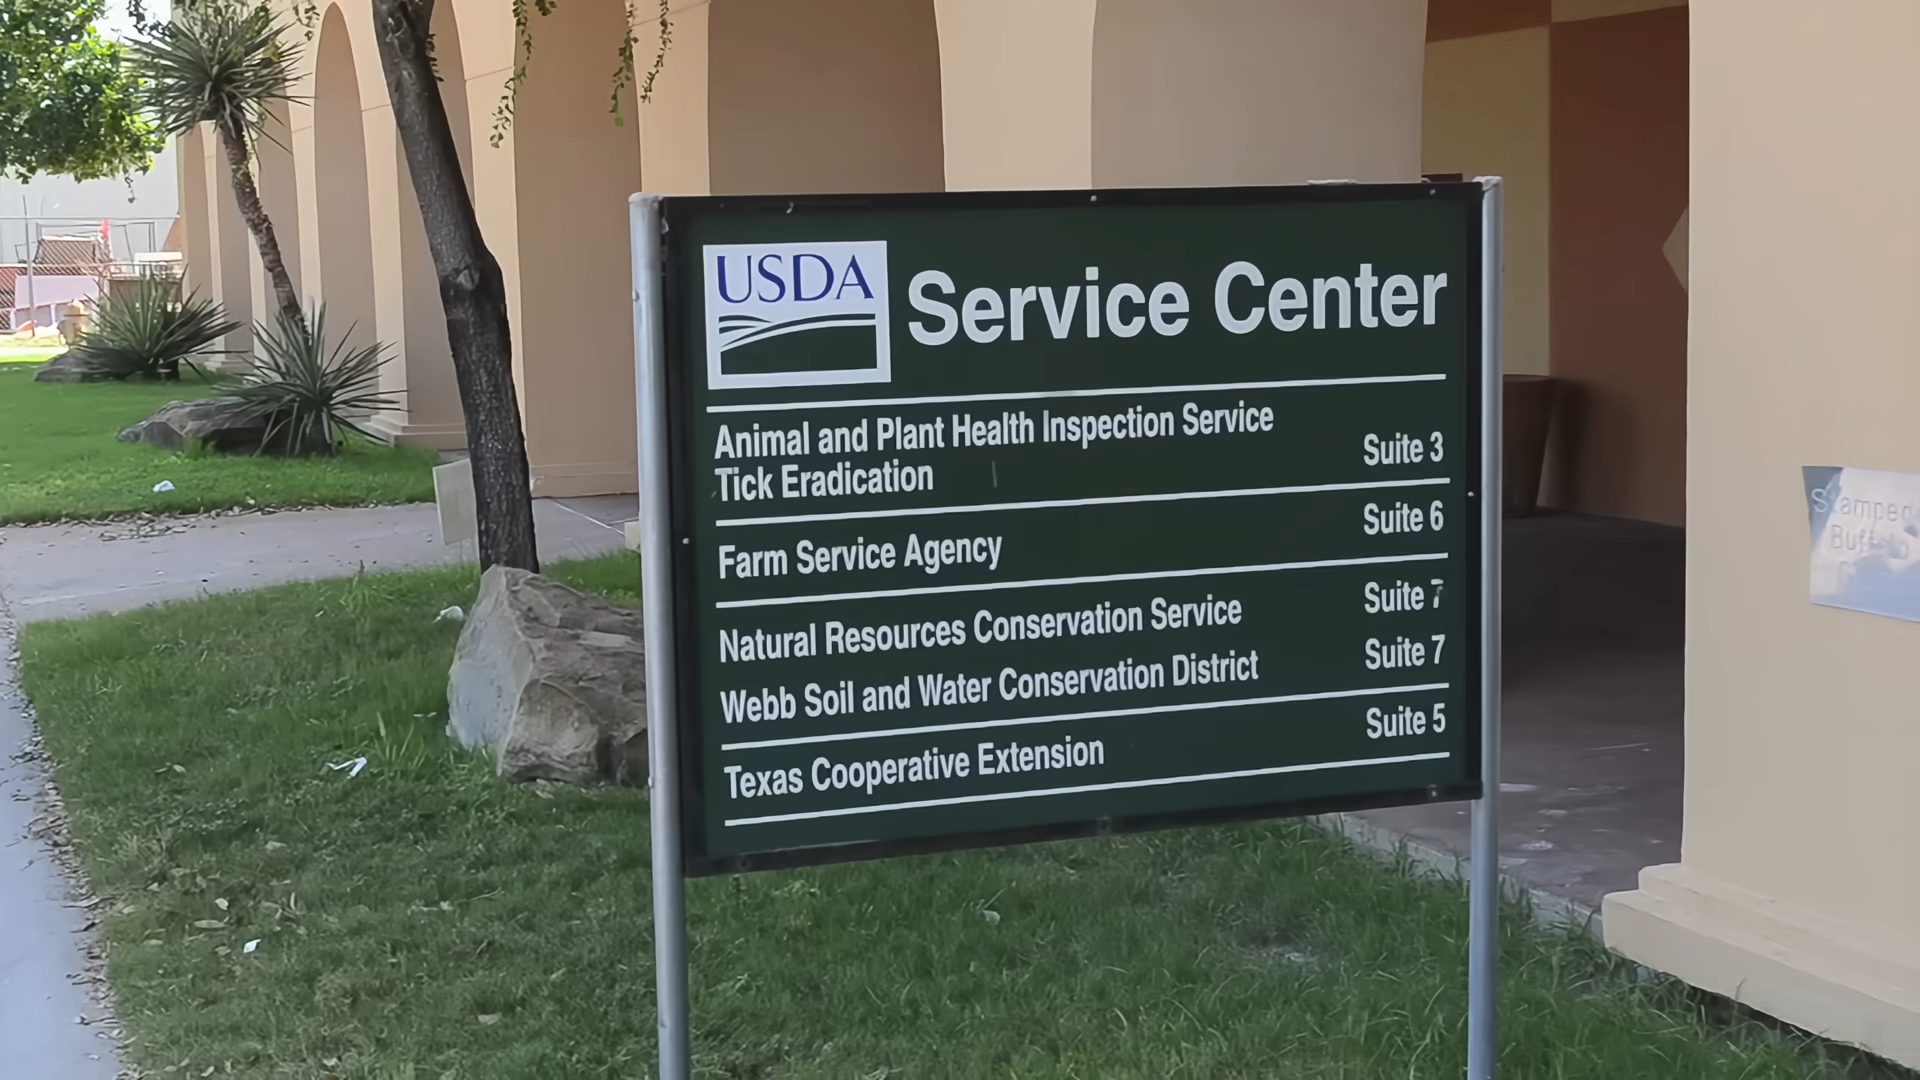 USDA
Service Center
Animal and Plant Health Inspection Service
Tick Eradication
Suite 3
Farm Service Agency
Suite 6
Natural Resources Conservation Service
Suite 7
Webb Soil and Water Conservation District
Suite 7
Texas Cooperative Extension
Suite 5